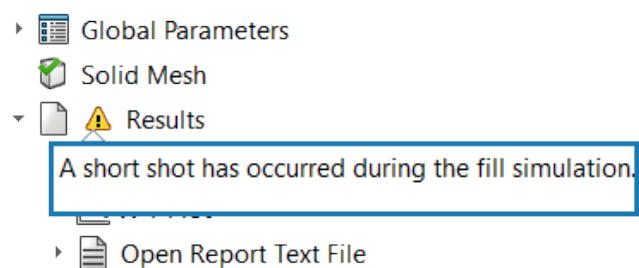 Global Parameters
Solid Mesh
Results
A short shot has occurred during the fill simulation.
Open Report Text File